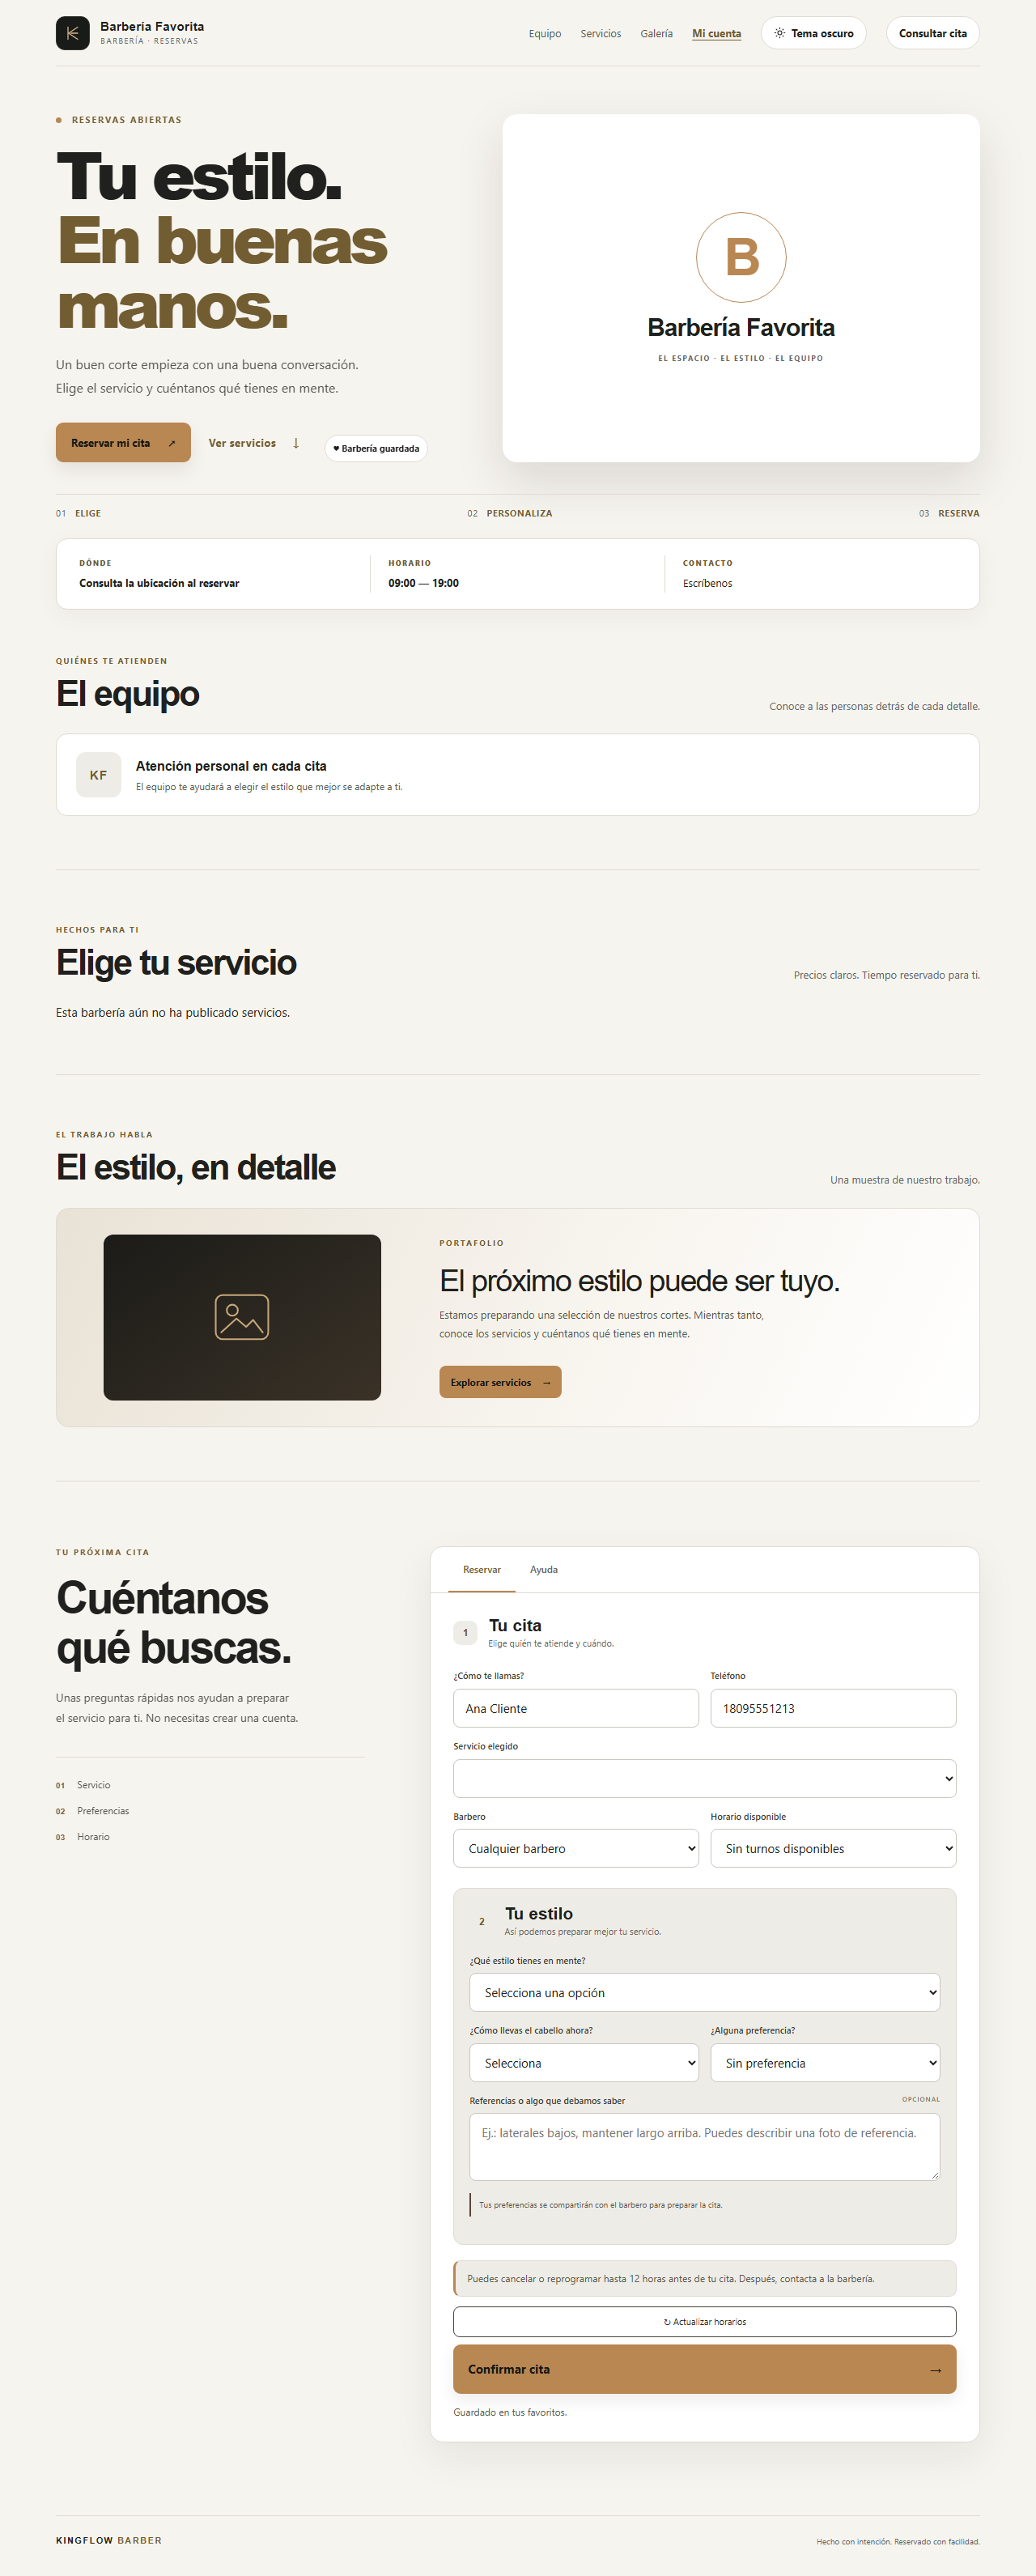 Barbería Favorita
BARBERÍA · RESERVAS
Equipo
Servicios
Galería
Mi cuenta
Tema oscuro
Consultar cita
RESERVAS ABIERTAS
Tu estilo.
En buenas
manos.
Un buen corte empieza con una buena conversación.
Elige el servicio y cuéntanos qué tienes en mente.
Reservar mi cita ↗
Ver servicios ↓
♥ Barbería guardada
B
Barbería Favorita
EL ESPACIO · EL ESTILO · EL EQUIPO
01 ELIGE
02 PERSONALIZA
03 RESERVA
DÓNDE
Consulta la ubicación al reservar
HORARIO
09:00 — 19:00
CONTACTO
Escríbenos
QUIÉNES TE ATIENDEN
El equipo
Conoce a las personas detrás de cada detalle.
KF
Atención personal en cada cita
El equipo te ayudará a elegir el estilo que mejor se adapte a ti.
HECHOS PARA TI
Elige tu servicio
Precios claros. Tiempo reservado para ti.
Esta barbería aún no ha publicado servicios.
EL TRABAJO HABLA
El estilo, en detalle
Una muestra de nuestro trabajo.
PORTAFOLIO
El próximo estilo puede ser tuyo.
Estamos preparando una selección de nuestros cortes. Mientras tanto,
conoce los servicios y cuéntanos qué tienes en mente.
Explorar servicios →
TU PRÓXIMA CITA
Cuéntanos
qué buscas.
Unas preguntas rápidas nos ayudan a preparar
el servicio para ti. No necesitas crear una cuenta.
01 Servicio
02 Preferencias
03 Horario
Reservar
Ayuda
1
Tu cita
Elige quién te atiende y cuándo.
¿Cómo te llamas?
Teléfono
Ana Cliente
18095551213
Servicio elegido
Barbero
Horario disponible
Cualquier barbero
Sin turnos disponibles
2
Tu estilo
Así podemos preparar mejor tu servicio.
¿Qué estilo tienes en mente?
Selecciona una opción
¿Cómo llevas el cabello ahora?
¿Alguna preferencia?
Selecciona
Sin preferencia
Referencias o algo que debamos saber
OPCIONAL
Ej.: laterales bajos, mantener largo arriba. Puedes describir una foto de referencia.
Tus preferencias se compartirán con el barbero para preparar la cita.
Puedes cancelar o reprogramar hasta 12 horas antes de tu cita. Después, contacta a la barbería.
↻ Actualizar horarios
Confirmar cita →
Guardado en tus favoritos.
KINGFLOW BARBER
Hecho con intención. Reservado con facilidad.